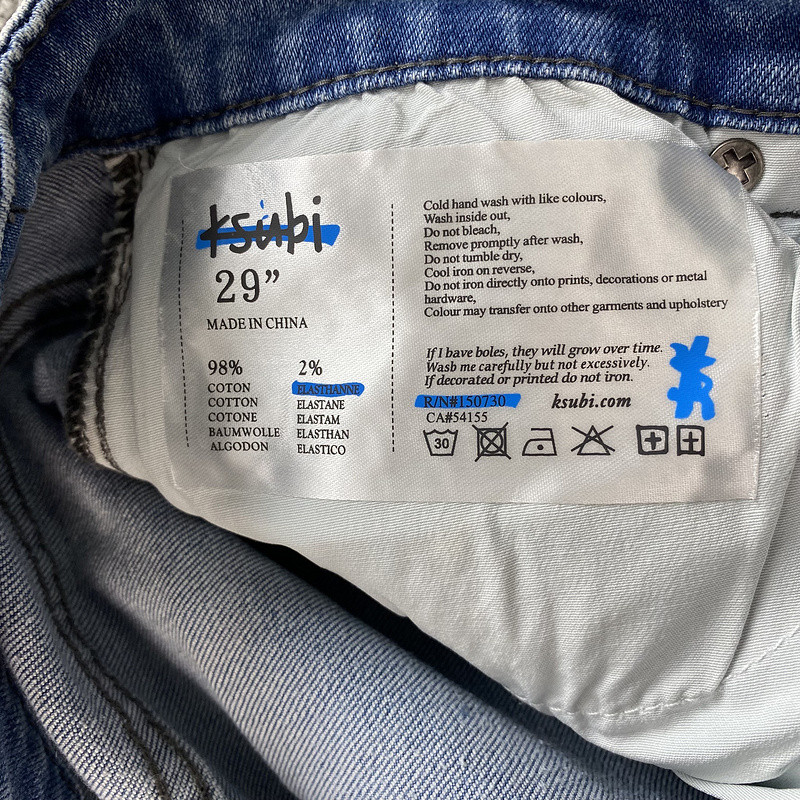 ksubi
29”
MADE IN CHINA
98%
COTON
COTTON
COTONE
BAUMWOLLE
ALGODON
2%
ELASTHANNE
ELASTANE
ELASTAM
ELASTHAN
ELASTICO
Cold hand wash with like colours,
Wash inside out,
Do not bleach,
Remove promptly after wash,
Do not tumble dry,
Cool iron on reverse,
Do not iron directly onto prints, decorations or metal
hardware,
Colour may transfer onto other garments and upholstery
If I have boles, they will grow over time.
Wasb me carefully but not excessively.
If decorated or printed do not iron.
R/N#150730
ksubi.com
CA#54155
30